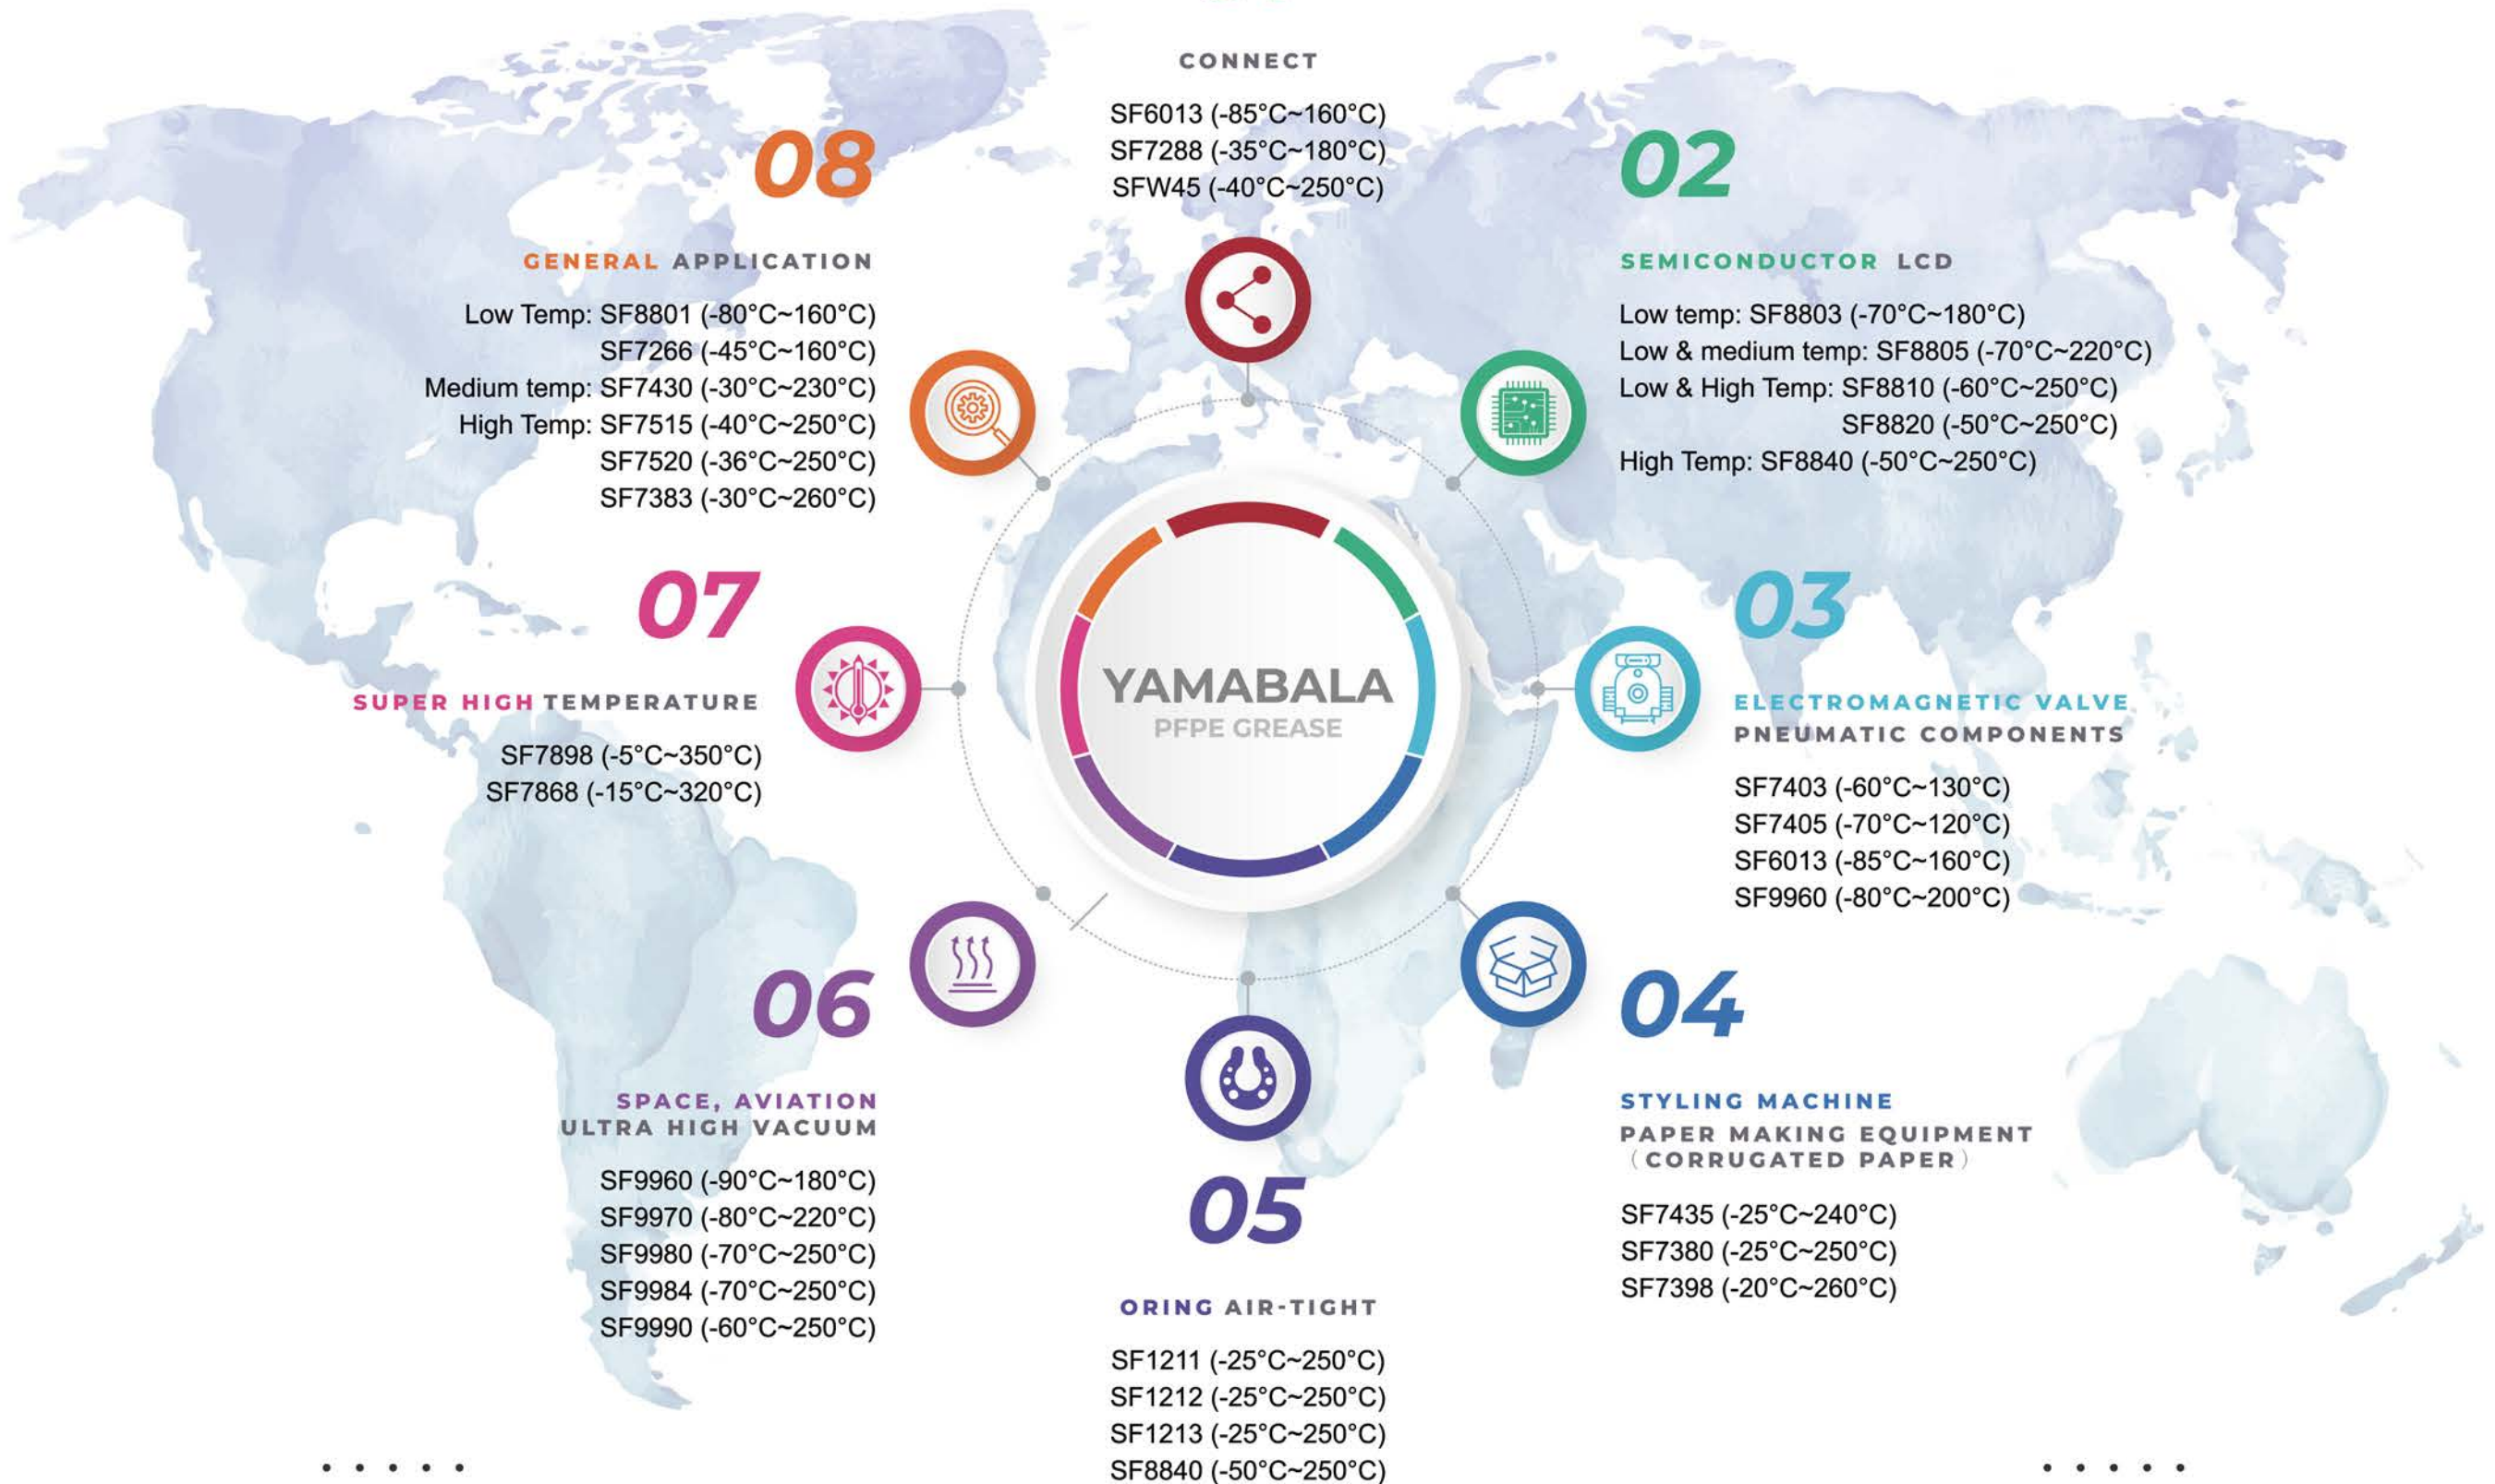 CONNECT
SF6013 (-85°C~160°C)
SF7288 (-35°C~180°C)
SFW45 (-40°C~250°C)
02
SEMICONDUCTOR LCD
Low temp: SF8803 (-70°C~180°C)
Low & medium temp: SF8805 (-70°C~220°C)
Low & High Temp: SF8810 (-60°C~250°C)
SF8820 (-50°C~250°C)
High Temp: SF8840 (-50°C~250°C)
03
ELECTROMAGNETIC VALVE
PNEUMATIC COMPONENTS
SF7403 (-60°C~130°C)
SF7405 (-70°C~120°C)
SF6013 (-85°C~160°C)
SF9960 (-80°C~200°C)
04
STYLING MACHINE
PAPER MAKING EQUIPMENT
（CORRUGATED PAPER）
SF7435 (-25°C~240°C)
SF7380 (-25°C~250°C)
SF7398 (-20°C~260°C)
05
ORING AIR-TIGHT
SF1211 (-25°C~250°C)
SF1212 (-25°C~250°C)
SF1213 (-25°C~250°C)
SF8840 (-50°C~250°C)
06
SPACE, AVIATION
ULTRA HIGH VACUUM
SF9960 (-90°C~180°C)
SF9970 (-80°C~220°C)
SF9980 (-70°C~250°C)
SF9984 (-70°C~250°C)
SF9990 (-60°C~250°C)
07
SUPER HIGH TEMPERATURE
SF7898 (-5°C~350°C)
SF7868 (-15°C~320°C)
08
GENERAL APPLICATION
Low Temp: SF8801 (-80°C~160°C)
SF7266 (-45°C~160°C)
Medium temp: SF7430 (-30°C~230°C)
High Temp: SF7515 (-40°C~250°C)
SF7520 (-36°C~250°C)
SF7383 (-30°C~260°C)
YAMABALA
PFPE GREASE